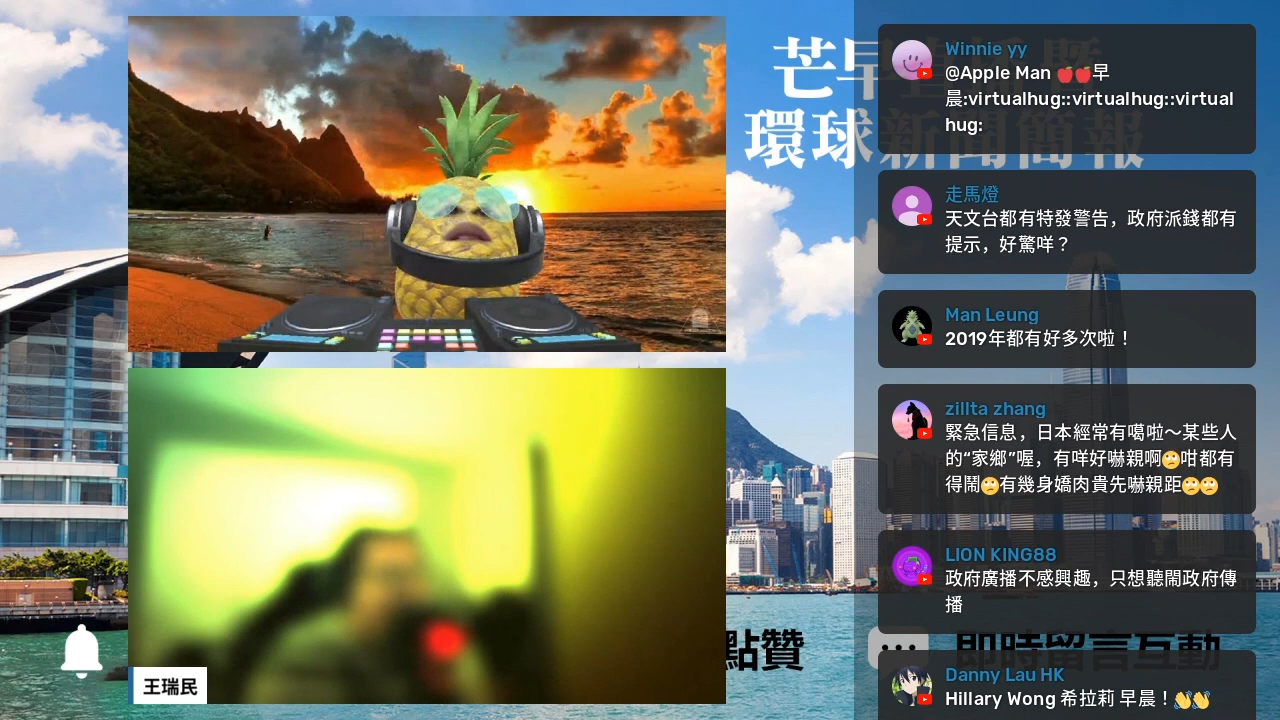 芒早
環球新聞簡報
王瑞民
點贊
即時留言互動
Winnie yy
@Apple Man 🍎🍎早
晨:virtualhug::virtualhug::virtual
hug:
走馬燈
天文台都有特發警告，政府派錢都有
提示，好驚咩？
Man Leung
2019年都有好多次啦！
zillta zhang
緊急信息，日本經常有噶啦～某些人
的“家鄉”喔，有咩好嚇親啊🙄咁都有
得鬧🙄有幾身嬌肉貴先嚇親距🙄🙄
LION KING88
政府廣播不感興趣，只想聽閙政府傳
播
Danny Lau HK
Hillary Wong 希拉莉 早晨！👏👏